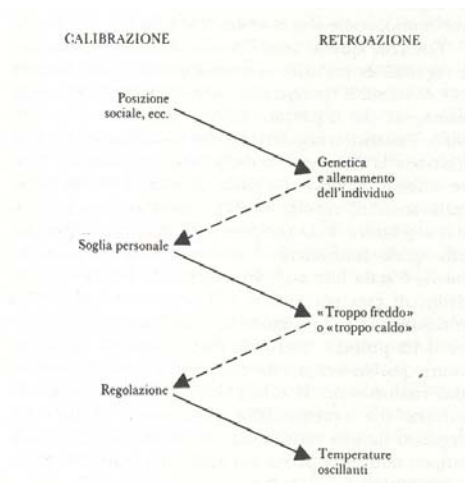 CALIBRAZIONE
RETROAZIONE
Posizione
sociale, ecc.
Genetica
e allenamento
dell'individuo
Soglia personale
«Troppo freddo»
o «troppo caldo»
Regolazione
Temperature
oscillanti